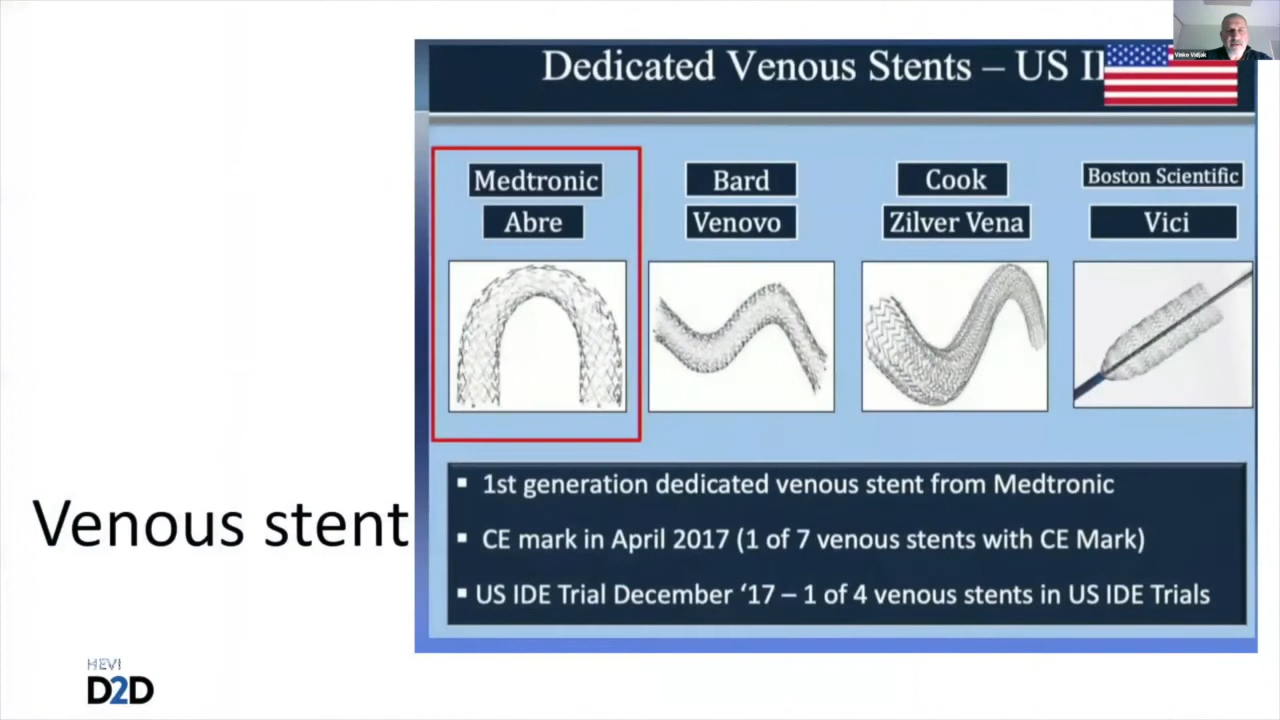 Vinko Vidjak
Dedicated Venous Stents – US I
Medtronic
Abre
Bard
Venovo
Cook
Zilver Vena
Boston Scientific
Vici
▪ 1st generation dedicated venous stent from Medtronic
▪ CE mark in April 2017 (1 of 7 venous stents with CE Mark)
▪ US IDE Trial December ‘17 – 1 of 4 venous stents in US IDE Trials
Venous stent
HEVI
D2D